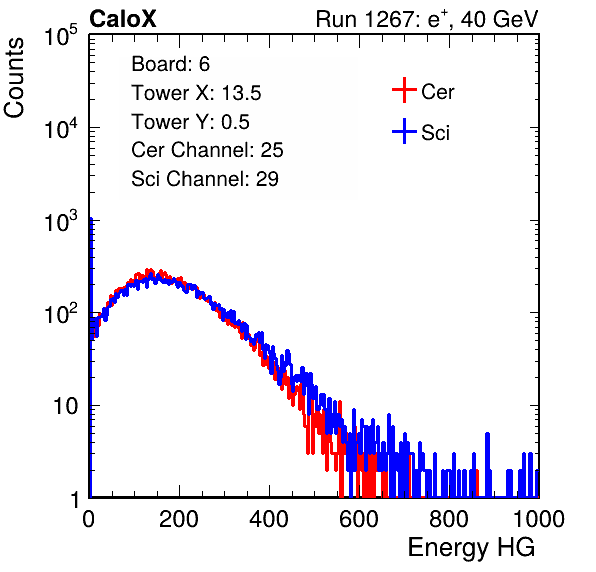 CaloX Run 1267: e⁺, 40 GeV
Counts
10⁵
10⁴
10³
10²
10
1
Board: 6
Tower X: 13.5
Tower Y: 0.5
Cer Channel: 25
Sci Channel: 29
Cer
Sci
0 200 400 600 800 1000
Energy HG